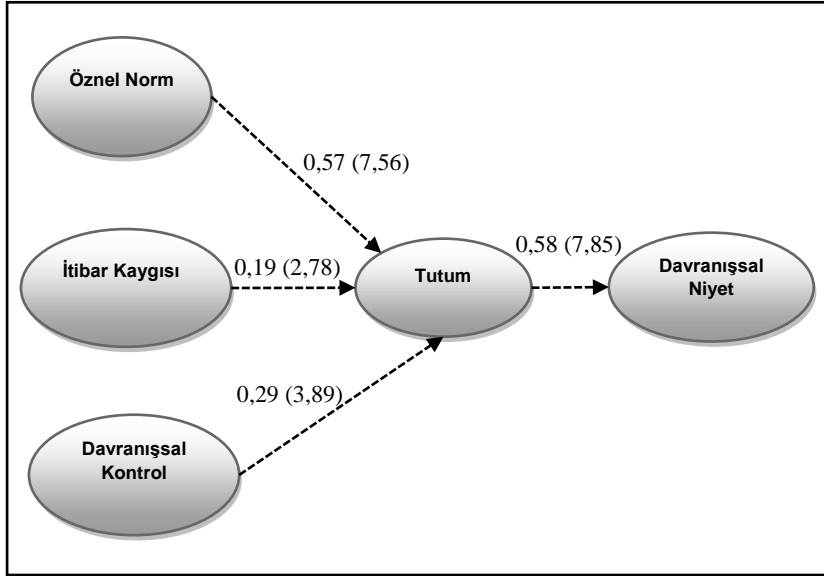 Öznel Norm
0,57 (7,56)
İtibar Kaygısı
0,19 (2,78)
Tutum
0,58 (7,85)
Davranışsal
Niyet
0,29 (3,89)
Davranışsal
Kontrol